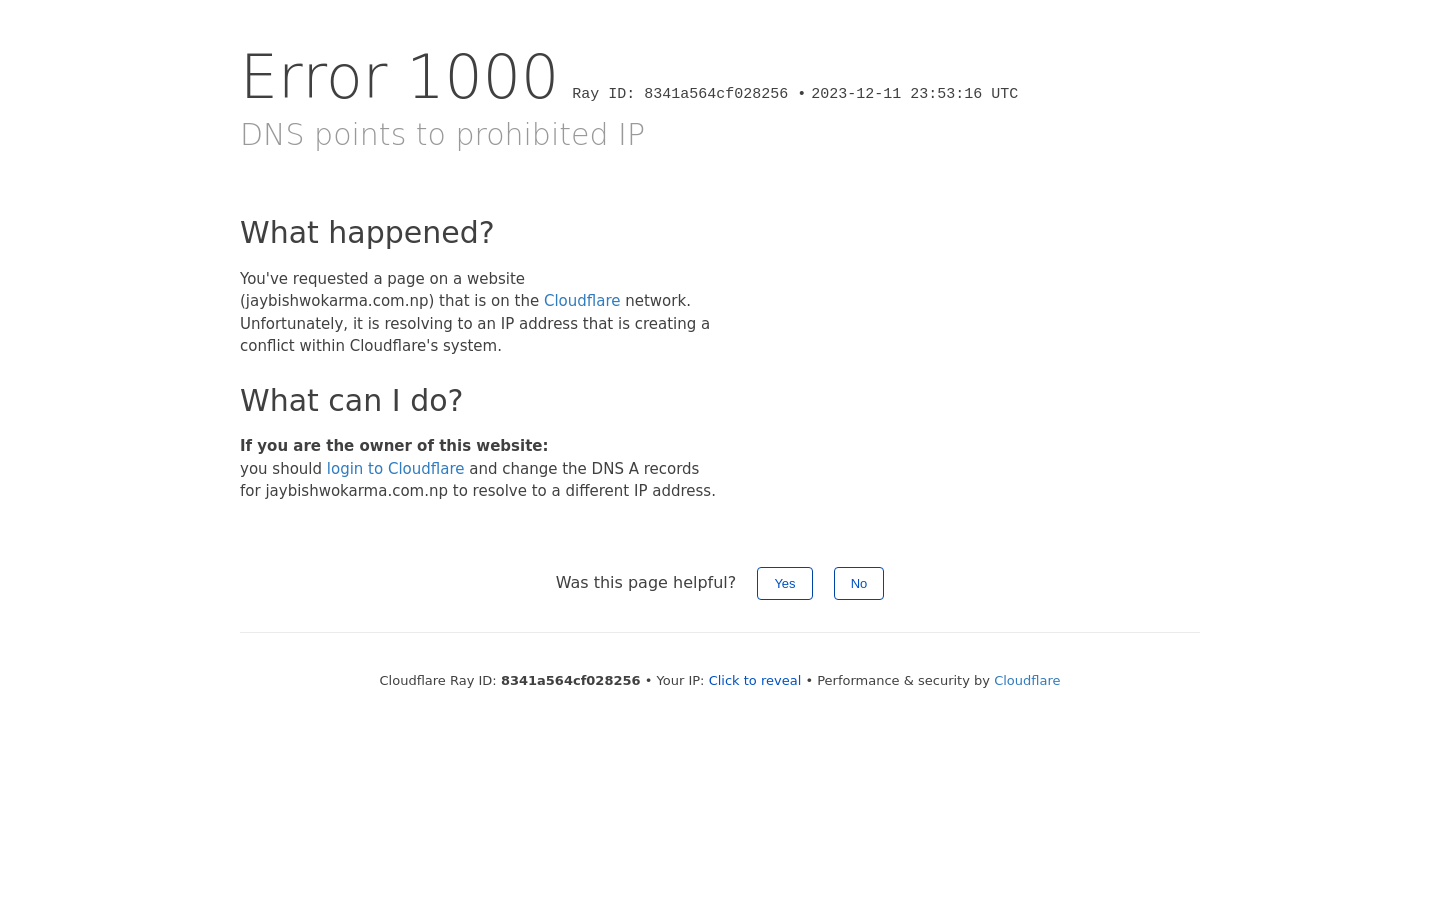 Error 1000 Ray ID: 8341a564cf028256 • 2023-12-11 23:53:16 UTC
DNS points to prohibited IP
What happened?
You've requested a page on a website
(jaybishwokarma.com.np) that is on the Cloudflare network.
Unfortunately, it is resolving to an IP address that is creating a
conflict within Cloudflare's system.
What can I do?
If you are the owner of this website:
you should login to Cloudflare and change the DNS A records
for jaybishwokarma.com.np to resolve to a different IP address.
Was this page helpful? Yes No
Cloudflare Ray ID: 8341a564cf028256 • Your IP: Click to reveal • Performance & security by Cloudflare